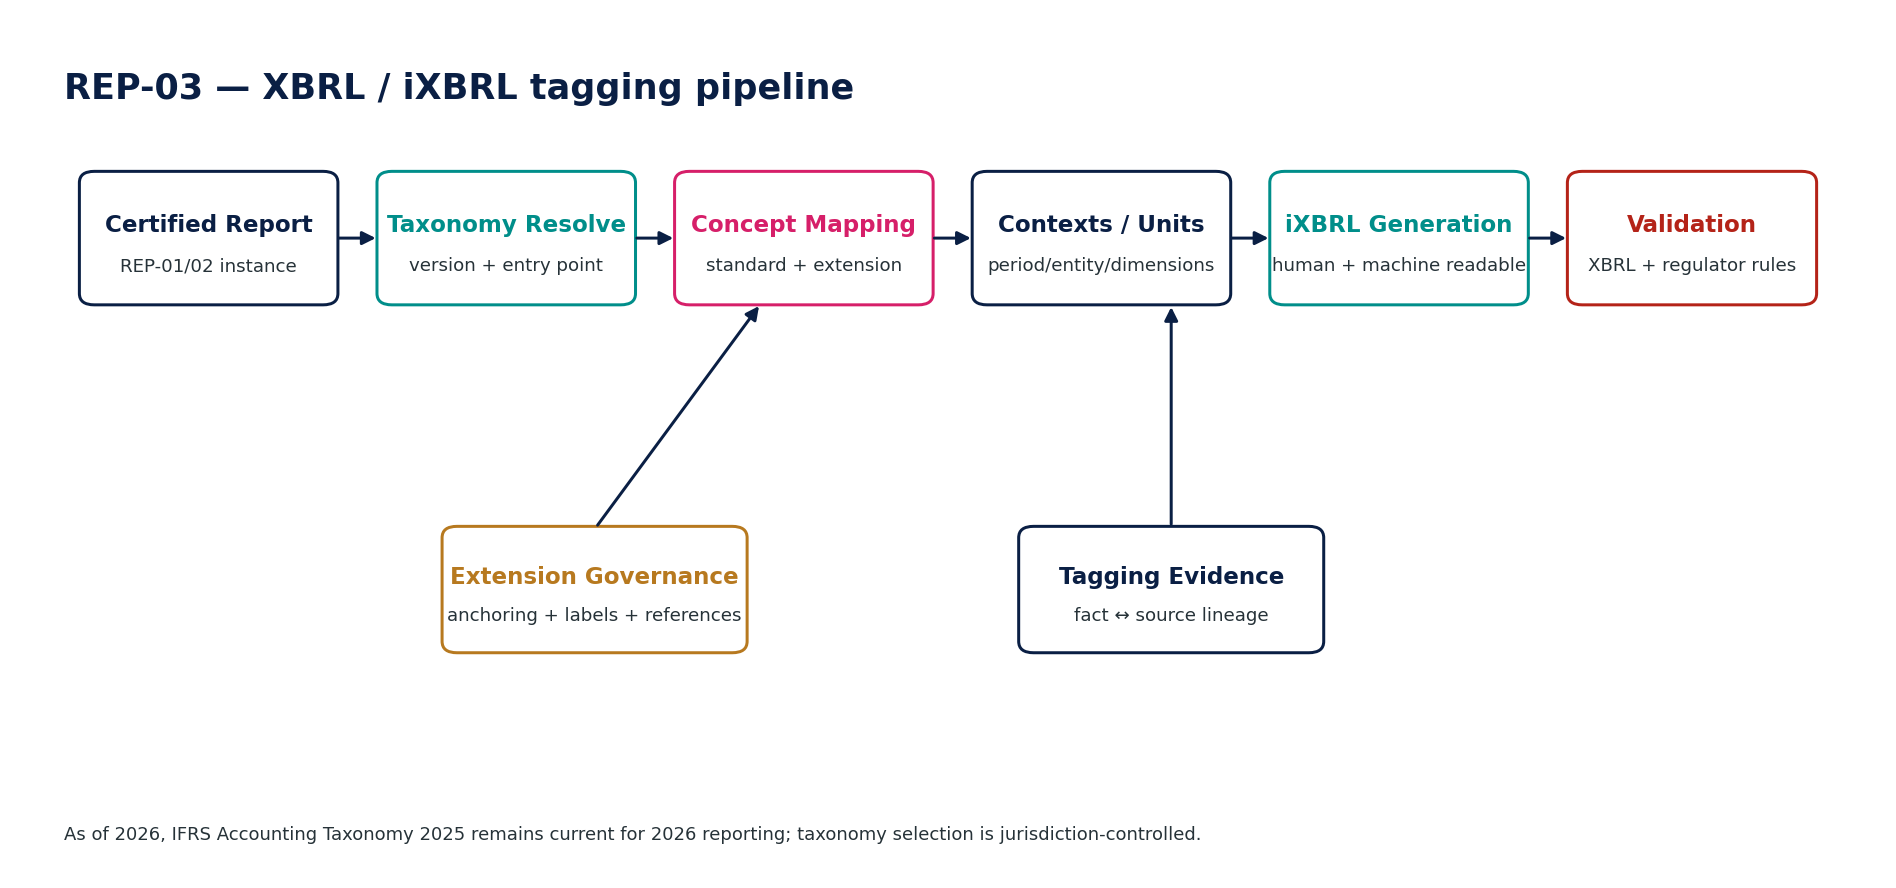 REP-03 — XBRL / iXBRL tagging pipeline
Certified Report
REP-01/02 instance
Taxonomy Resolve
version + entry point
Concept Mapping
standard + extension
Contexts / Units
period/entity/dimensions
iXBRL Generation
human + machine readable
Validation
XBRL + regulator rules
Extension Governance
anchoring + labels + references
Tagging Evidence
fact ↔ source lineage
As of 2026, IFRS Accounting Taxonomy 2025 remains current for 2026 reporting; taxonomy selection is jurisdiction-controlled.